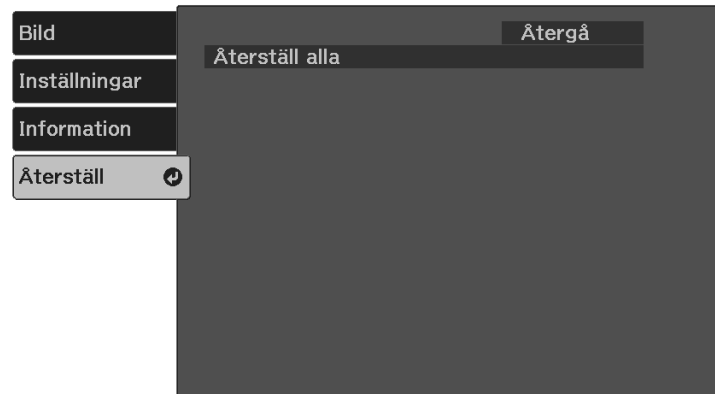 Bild
Inställningar
Information
Återställ
Återgå
Återställ alla